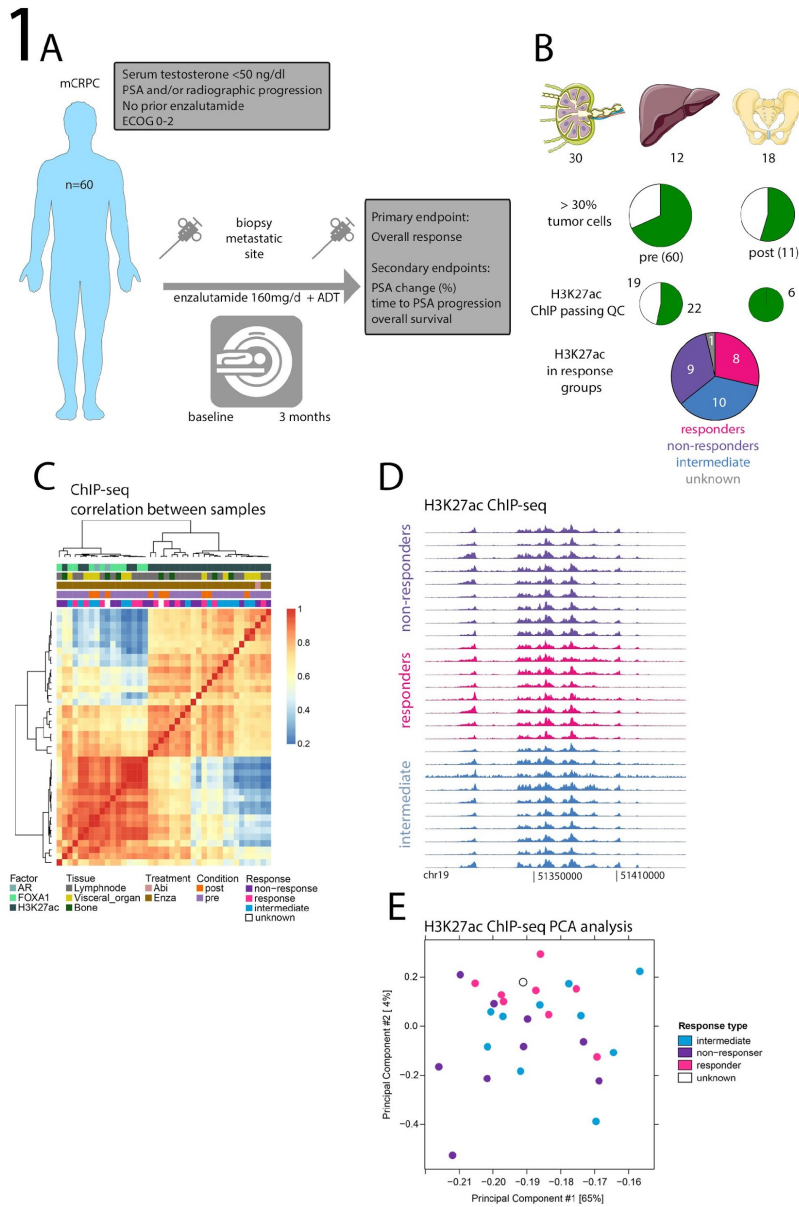 1 A
mCRPC
Serum testosterone <50 ng/dl
PSA and/or radiographic progression
No prior enzalutamide
ECOG 0-2
n=60
biopsy
metastatic
site
enzalutamide 160mg/d + ADT
Primary endpoint:
Overall response
Secondary endpoints:
PSA change (%)
time to PSA progression
overall survival
baseline
3 months
B
30
12
18
> 30%
tumor cells
pre (60)
post (11)
H3K27ac
ChIP passing QC
19
22
6
H3K27ac
in response
groups
1
8
9
10
responders
non-responders
intermediate
unknown
C
ChIP-seq
correlation between samples
1
0.8
0.6
0.4
0.2
Factor
AR
FOXA1
H3K27ac
Tissue
Lymphnode
Visceral_organ
Bone
Treatment
Abi
Enza
Condition
post
pre
Response
non-response
response
intermediate
unknown
D
H3K27ac ChIP-seq
non-responders
responders
intermediate
chr19
51350000
51410000
E
H3K27ac ChIP-seq PCA analysis
Principal Component #2 [ 4%]
0.2
0.0
−0.2
−0.4
−0.21
−0.20
−0.19
−0.18
−0.17
−0.16
Principal Component #1 [65%]
Response type
intermediate
non-responser
responder
unknown